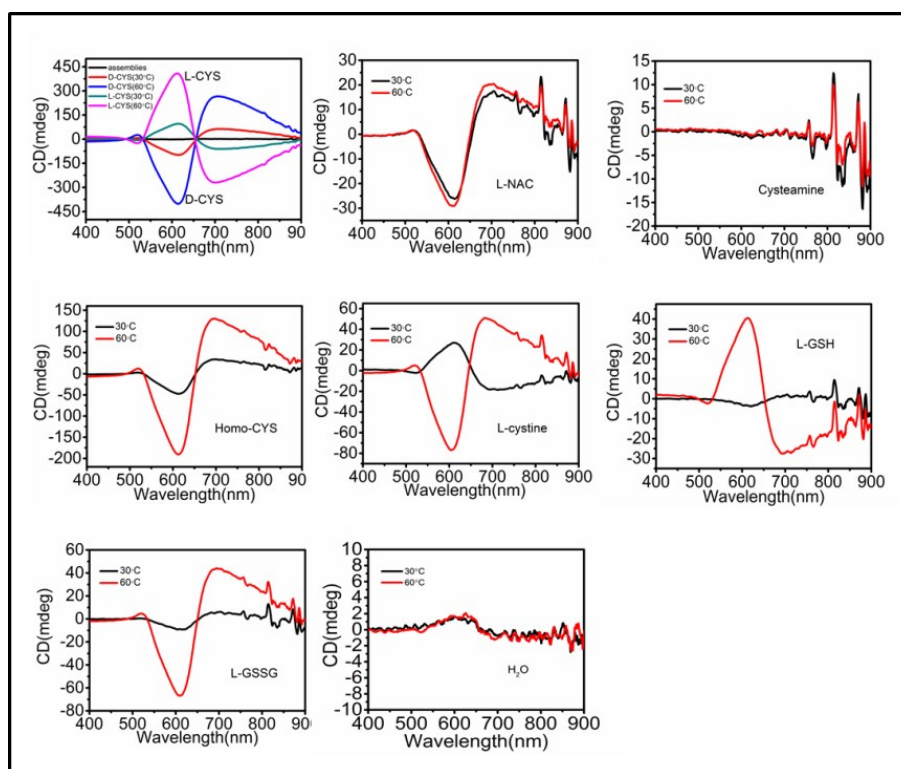 450
300
150
0
-150
-300
-450
CD(mdeg)
assemblies
D-CYS(30°C)
D-CYS(60°C)
L-CYS(30°C)
L-CYS(60°C)
L-CYS
D-CYS
400 500 600 700 800 900
Wavelength(nm)
40
30
20
10
0
-10
-20
-30
CD(mdeg)
30°C
60°C
L-NAC
400 500 600 700 800 900
Wavelength(nm)
15
10
5
0
-5
-10
-15
-20
CD(mdeg)
30°C
60°C
Cysteamine
400 500 600 700 800 900
Wavelength(nm)
150
100
50
0
-50
-100
-150
-200
CD(mdeg)
30°C
60°C
Homo-CYS
400 500 600 700 800 900
Wavelength(nm)
60
40
20
0
-20
-40
-60
-80
CD(mdeg)
30°C
60°C
L-cystine
400 500 600 700 800 900
Wavelength(nm)
50
40
30
20
10
0
-10
-20
-30
CD(mdeg)
30°C
60°C
L-GSH
400 500 600 700 800 900
Wavelength(nm)
60
40
20
0
-20
-40
-60
-80
CD(mdeg)
30°C
60°C
L-GSSG
400 500 600 700 800 900
Wavelength(nm)
10
8
6
4
2
0
-2
-4
-6
-8
-10
CD(mdeg)
30°C
60°C
H₂O
400 500 600 700 800 900
Wavelength(nm)